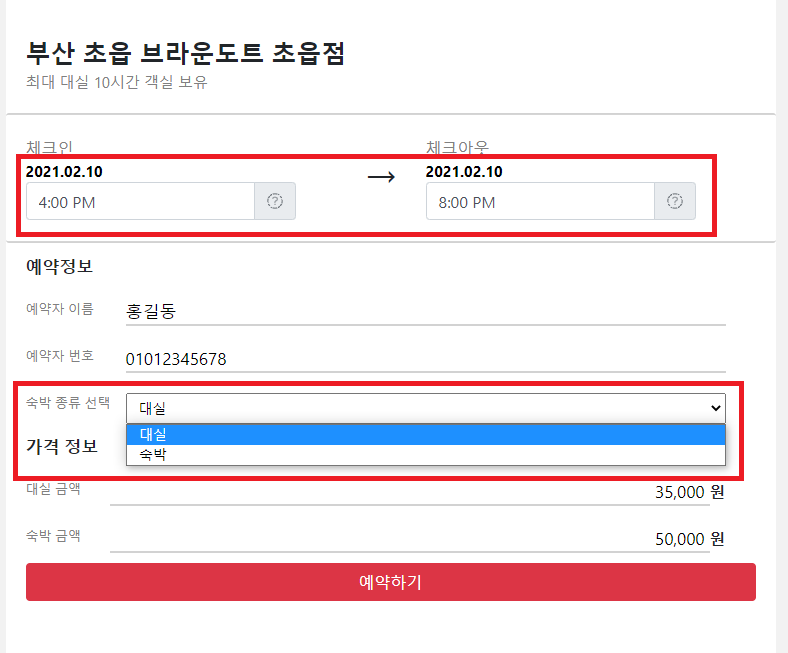 부산 초읍 브라운도트 초읍점
최대 대실 10시간 객실 보유
체크인
체크아웃
2021.02.10
→
2021.02.10
4:00 PM
8:00 PM
예약정보
예약자 이름 홍길동
예약자 번호 01012345678
숙박 종류 선택 대실
대실
가격 정보
숙박
대실 금액 35,000 원
숙박 금액 50,000 원
예약하기